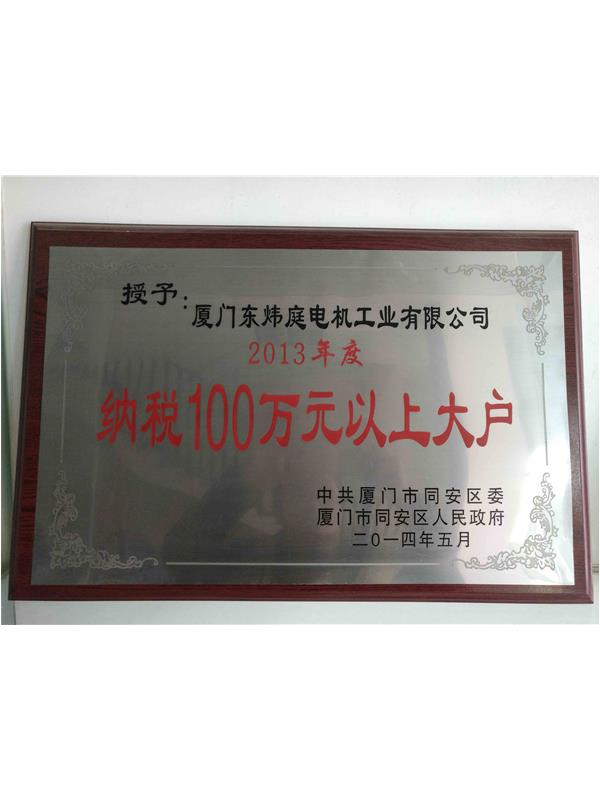 授予：
厦门东炜庭电机工业有限公司
2013年度
纳税100万元以上大户
中共厦门市同安区委
厦门市同安区人民政府
二0一四年五月